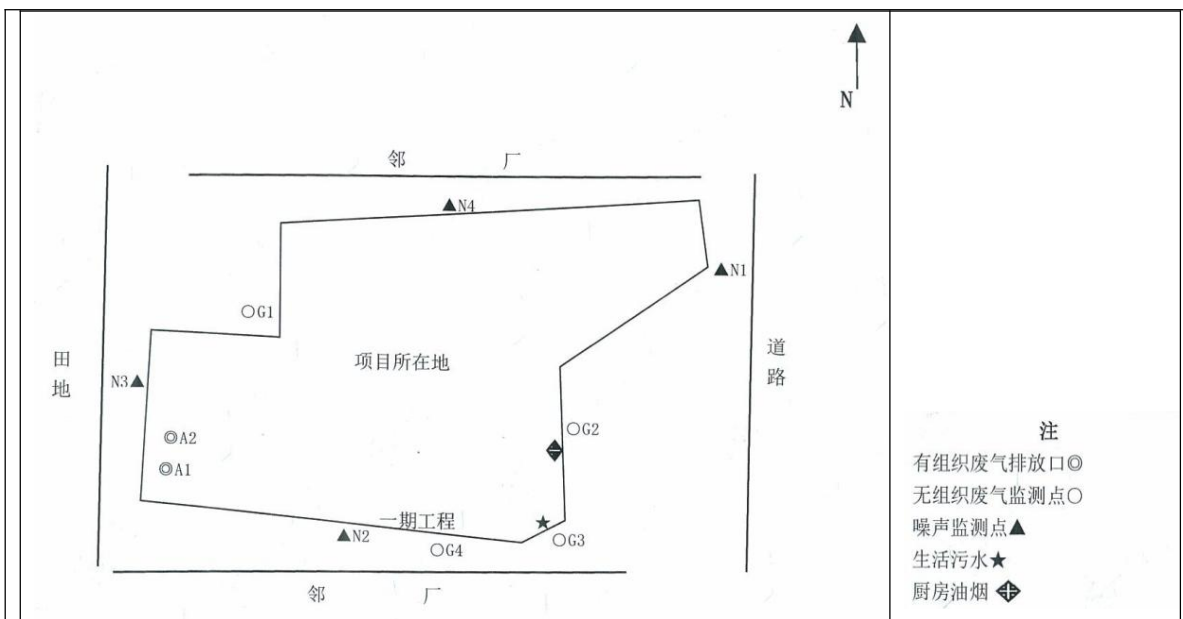 N
邻 厂
▲N4
▲N1
○G1
项目所在地
田地
道路
N3▲
○G2
◎A2
◎A1
一期工程
★
▲N2
○G4
○G3
邻 厂
注
有组织废气排放口◎
无组织废气监测点○
噪声监测点▲
生活污水★
厨房油烟